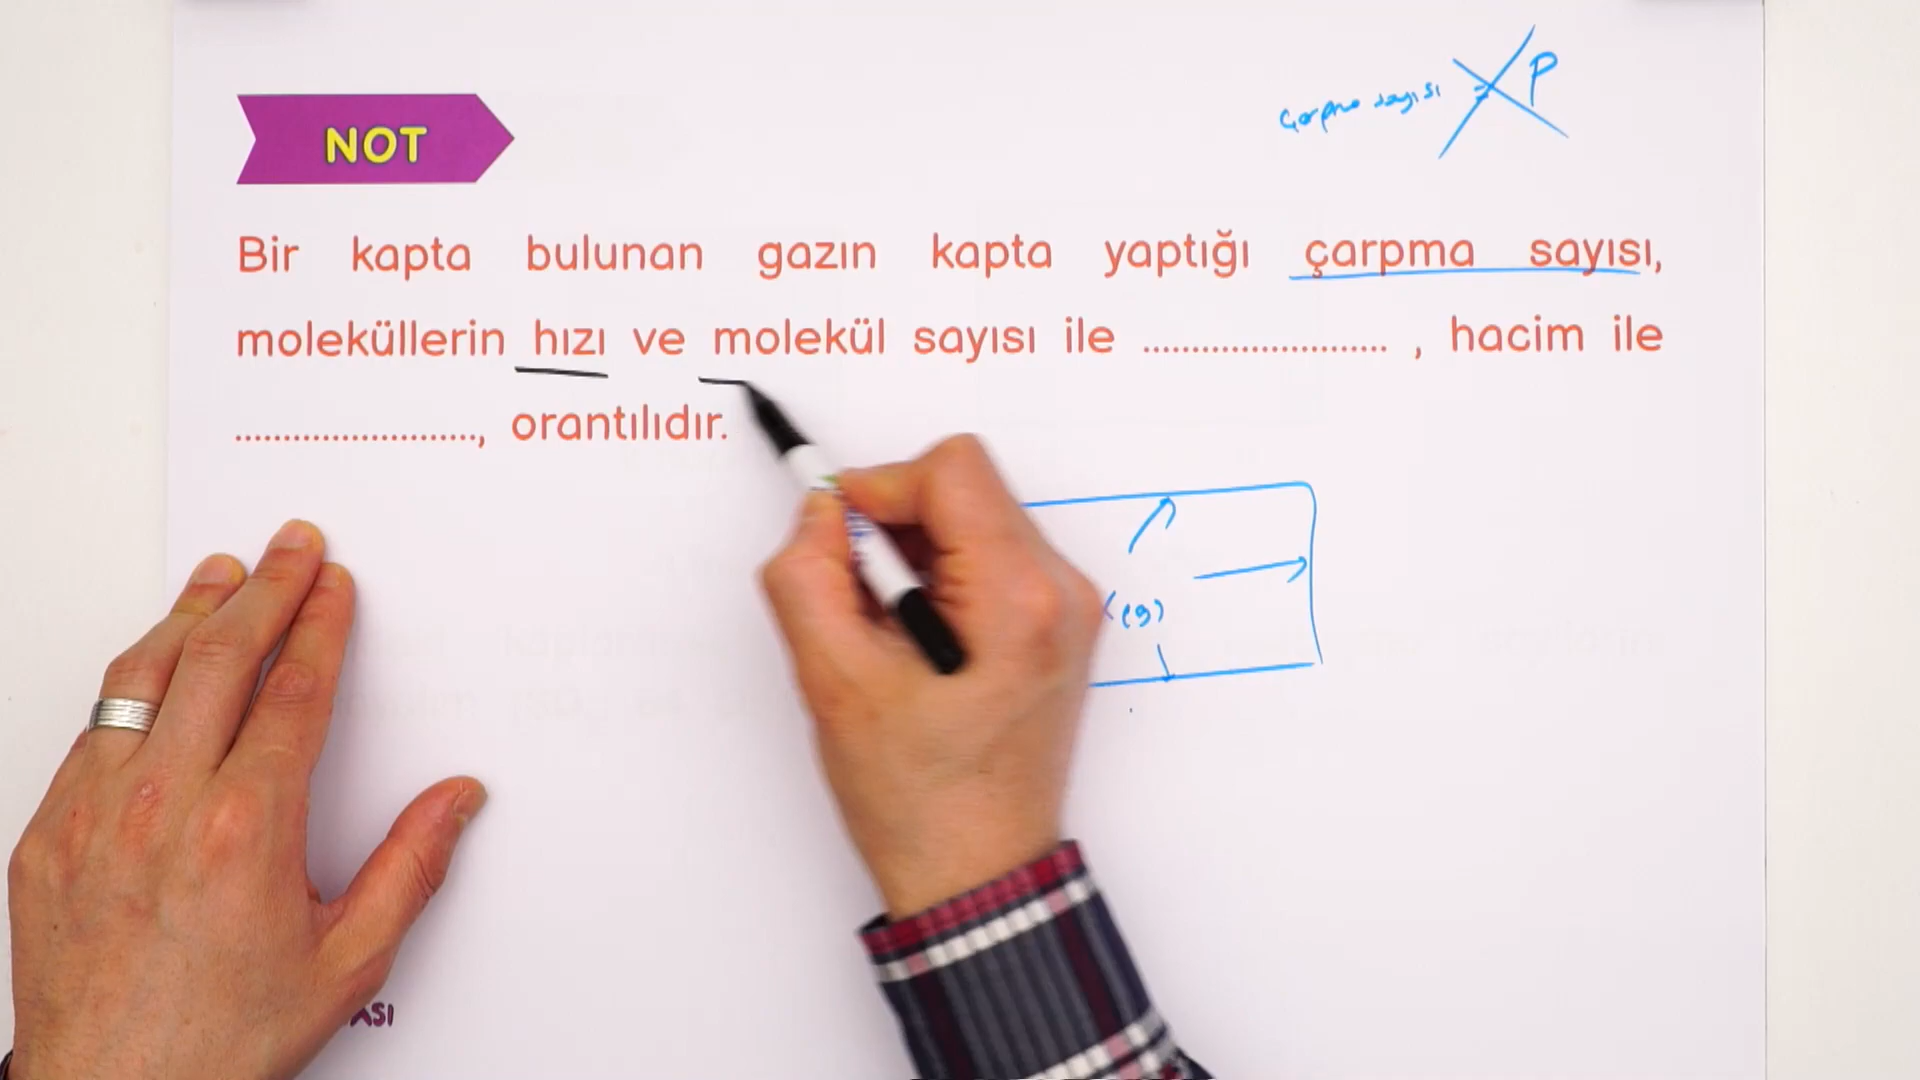 Çarpma sayısı = P
NOT
Bir kapta bulunan gazın kapta yaptığı çarpma sayısı,
moleküllerin hızı ve molekül sayısı ile ........................ , hacim ile
........................, orantılıdır.
(g)
ASI